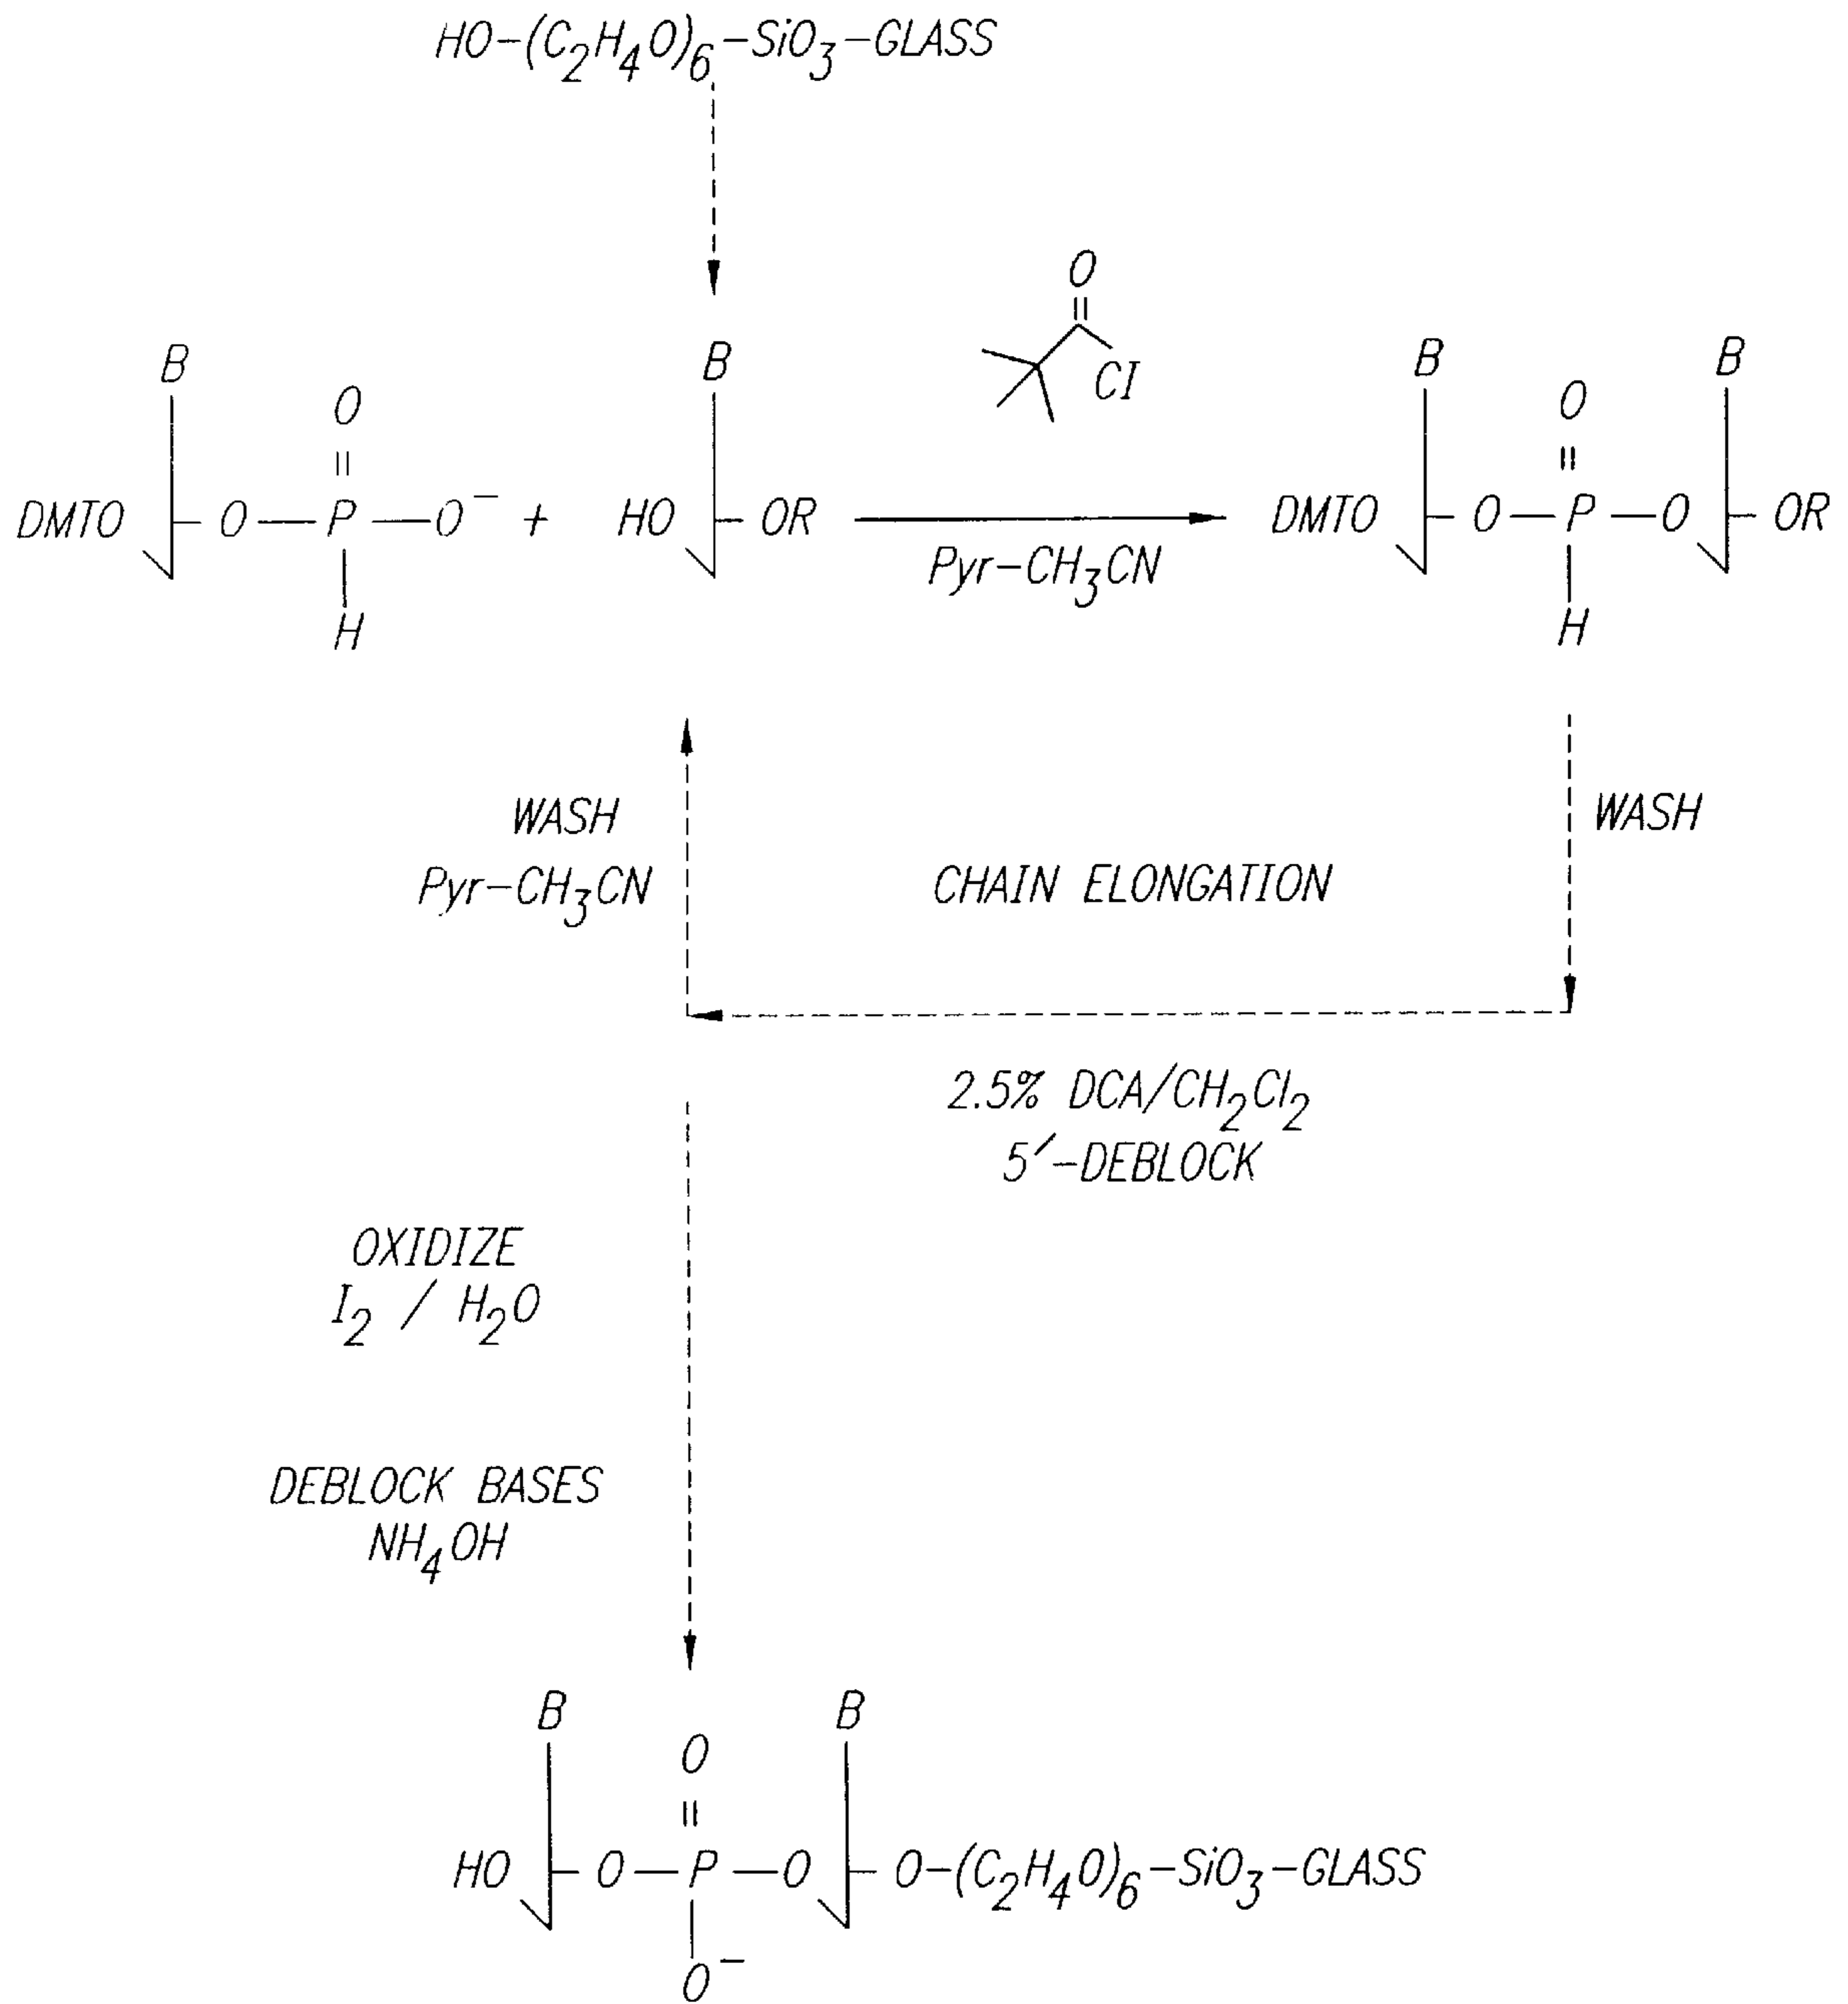 HO-(C2H4O)6-SiO3-GLASS
O
Cl
B
O
||
DMTO O—P—O⁻ + HO OR
H
B
Pyr-CH3CN
B B
O
||
DMTO O—P—O OR
H
WASH
Pyr-CH3CN
CHAIN ELONGATION
WASH
2.5% DCA/CH2Cl2
5′-DEBLOCK
OXIDIZE
I2 / H2O
DEBLOCK BASES
NH4OH
B B
O
||
HO O—P—O O-(C2H4O)6-SiO3-GLASS
O⁻